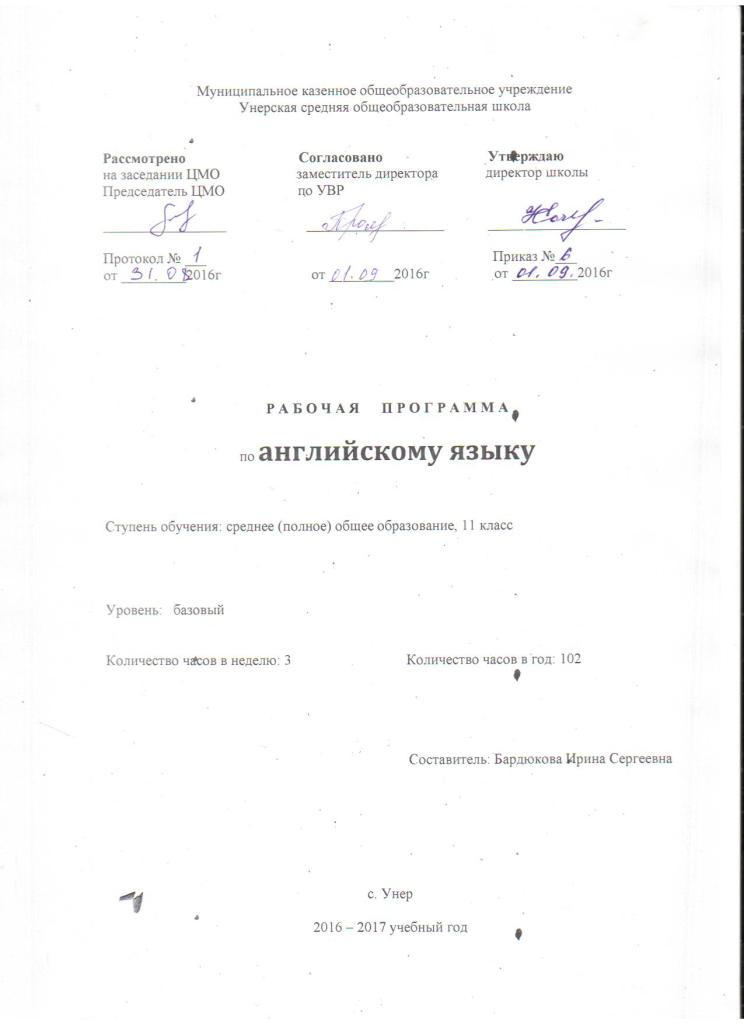 Муниципальное казенное общеобразовательное учреждение
Унерская средняя общеобразовательная школа
Рассмотрено Согласовано Утверждаю
на заседании ЦМО заместитель директора директор школы
Председатель ЦМО по УВР
Протокол № 1 Приказ № 6
от 31.08 2016г от 01.09 2016г от 01.09. 2016г
РАБОЧАЯ ПРОГРАММА
по английскому языку
Ступень обучения: среднее (полное) общее образование, 11 класс
Уровень: базовый
Количество часов в неделю: 3 Количество часов в год: 102
Составитель: Бардюкова Ирина Сергеевна
с. Унер
2016 – 2017 учебный год